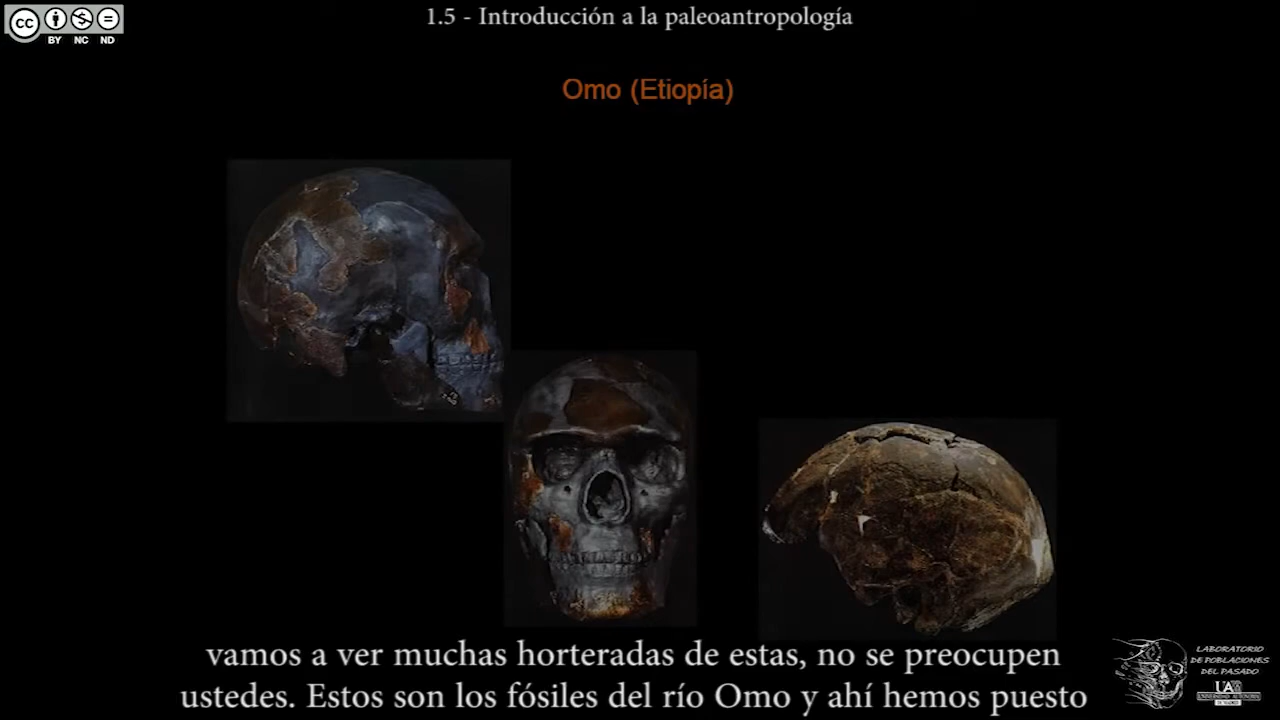 1.5 - Introducción a la paleoantropología
cc
BY NC ND
Omo (Etiopía)
vamos a ver muchas horteradas de estas, no se preocupen
ustedes. Estos son los fósiles del río Omo y ahí hemos puesto
LABORATORIO
DE POBLACIONES
DEL PASADO